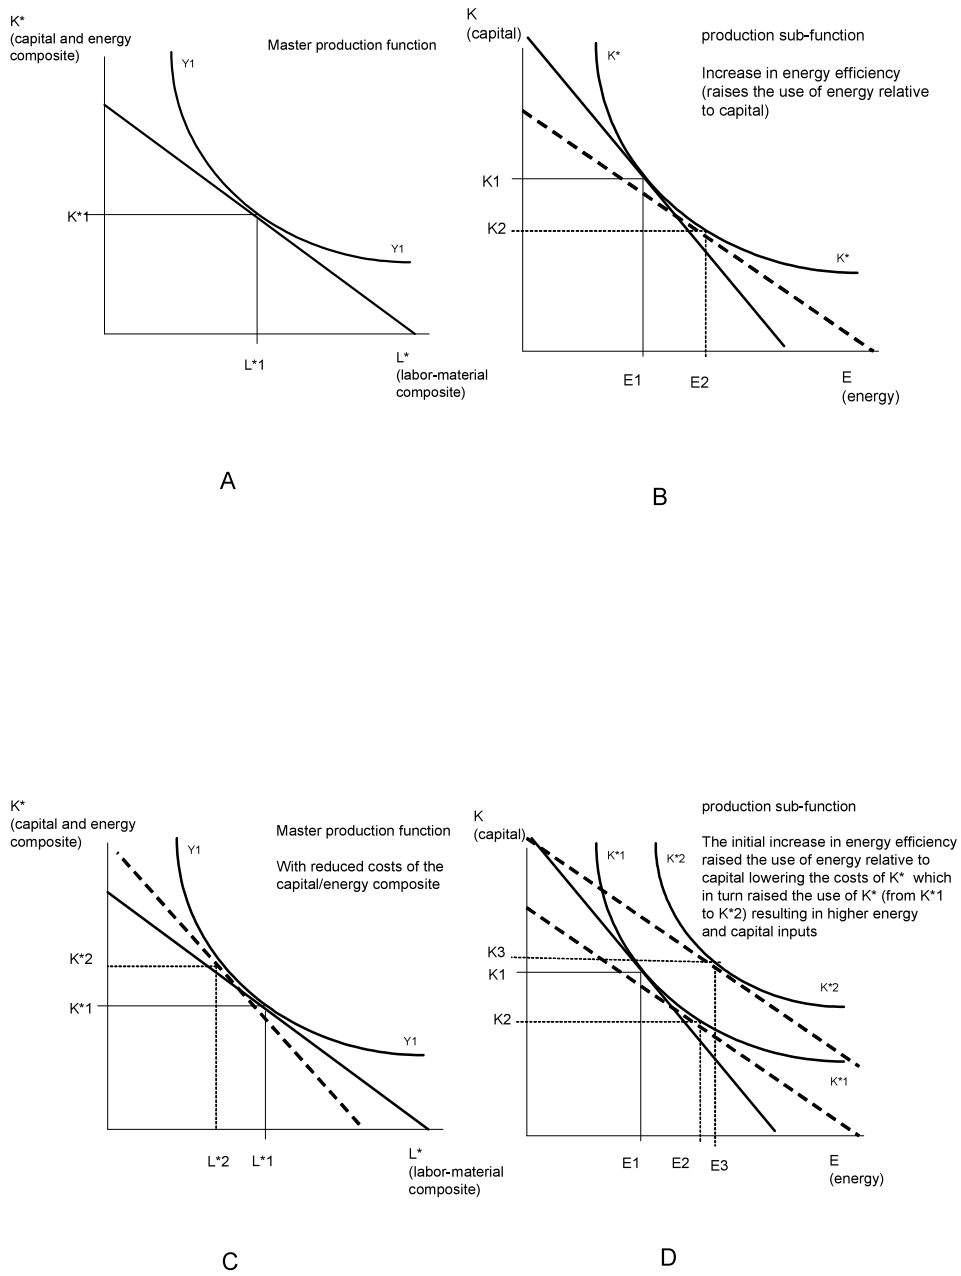 K*
(capital and energy
composite)
Master production function
Y1
K*1
Y1
L*1
L*
(labor-material
composite)
A
K
(capital)
production sub-function
Increase in energy efficiency
(raises the use of energy relative
to capital)
K*
K1
K2
K*
E1
E2
E
(energy)
B
K*
(capital and energy
composite)
Master production function
With reduced costs of the
capital/energy composite
Y1
K*2
K*1
Y1
L*2
L*1
L*
(labor-material
composite)
C
K
(capital)
production sub-function
The initial increase in energy efficiency
raised the use of energy relative to
capital lowering the costs of K* which
in turn raised the use of K* (from K*1
to K*2) resulting in higher energy
and capital inputs
K*1
K*2
K3
K1
K2
K*2
K*1
E1
E2
E3
E
(energy)
D